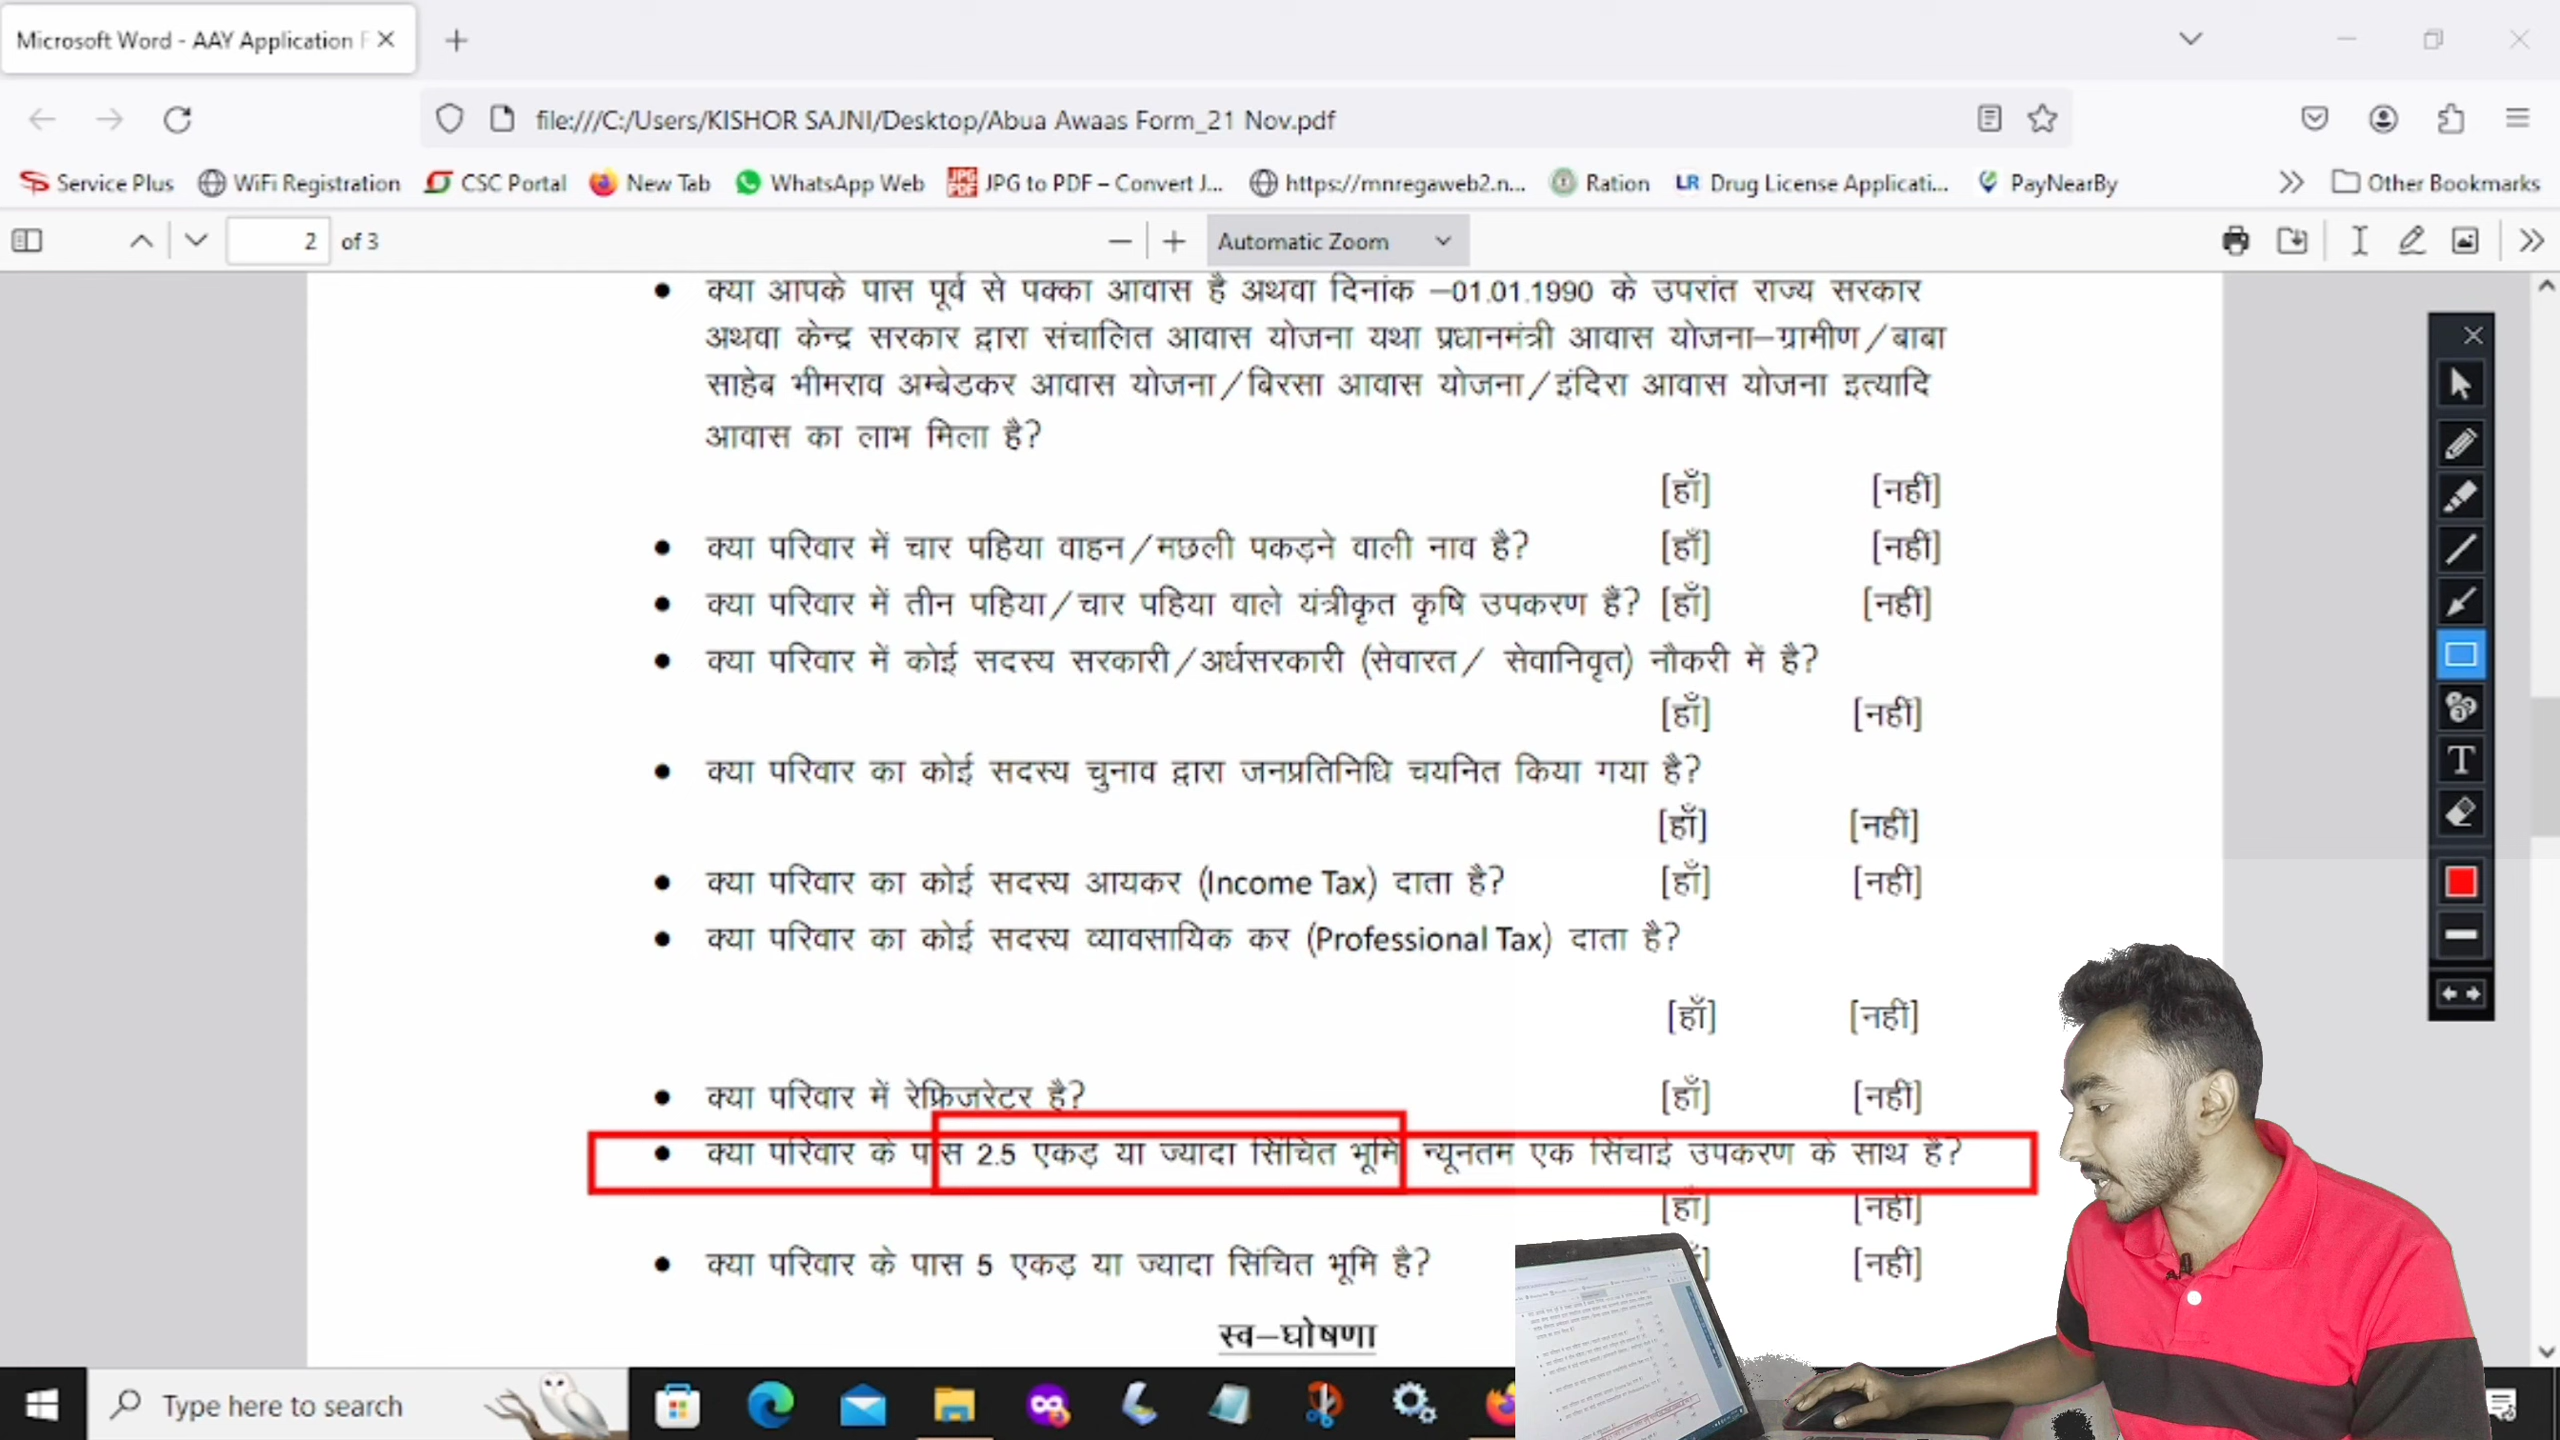 Microsoft Word - AAY Application F
file:///C:/Users/KISHOR SAJNI/Desktop/Abua Awaas Form_21 Nov.pdf
Service Plus WiFi Registration CSC Portal New Tab WhatsApp Web JPG to PDF – Convert J... https://mnregaweb2.n... Ration LR Drug License Applicati... PayNearBy Other Bookmarks
2 of 3 Automatic Zoom
• क्या आपके पास पूर्व से पक्का आवास है अथवा दिनांक –01.01.1990 के उपरांत राज्य सरकार
अथवा केन्द्र सरकार द्वारा संचालित आवास योजना यथा प्रधानमंत्री आवास योजना–ग्रामीण/बाबा
साहेब भीमराव अम्बेडकर आवास योजना/बिरसा आवास योजना/इंदिरा आवास योजना इत्यादि
आवास का लाभ मिला है?
[हाँ] [नहीं]
• क्या परिवार में चार पहिया वाहन/मछली पकड़ने वाली नाव है? [हाँ] [नहीं]
• क्या परिवार में तीन पहिया/चार पहिया वाले यंत्रीकृत कृषि उपकरण है? [हाँ] [नहीं]
• क्या परिवार में कोई सदस्य सरकारी/अर्धसरकारी (सेवारत/ सेवानिवृत) नौकरी में है?
[हाँ] [नहीं]
• क्या परिवार का कोई सदस्य चुनाव द्वारा जनप्रतिनिधि चयनित किया गया है?
[हाँ] [नहीं]
• क्या परिवार का कोई सदस्य आयकर (Income Tax) दाता है? [हाँ] [नहीं]
• क्या परिवार का कोई सदस्य व्यावसायिक कर (Professional Tax) दाता है?
[हाँ] [नहीं]
• क्या परिवार में रेफ्रिजरेटर है? [हाँ] [नहीं]
• क्या परिवार के पास 2.5 एकड़ या ज्यादा सिंचित भूमि न्यूनतम एक सिंचाई उपकरण के साथ है?
[हाँ] [नहीं]
• क्या परिवार के पास 5 एकड़ या ज्यादा सिंचित भूमि है? [नहीं]
स्व–घोषणा
Type here to search